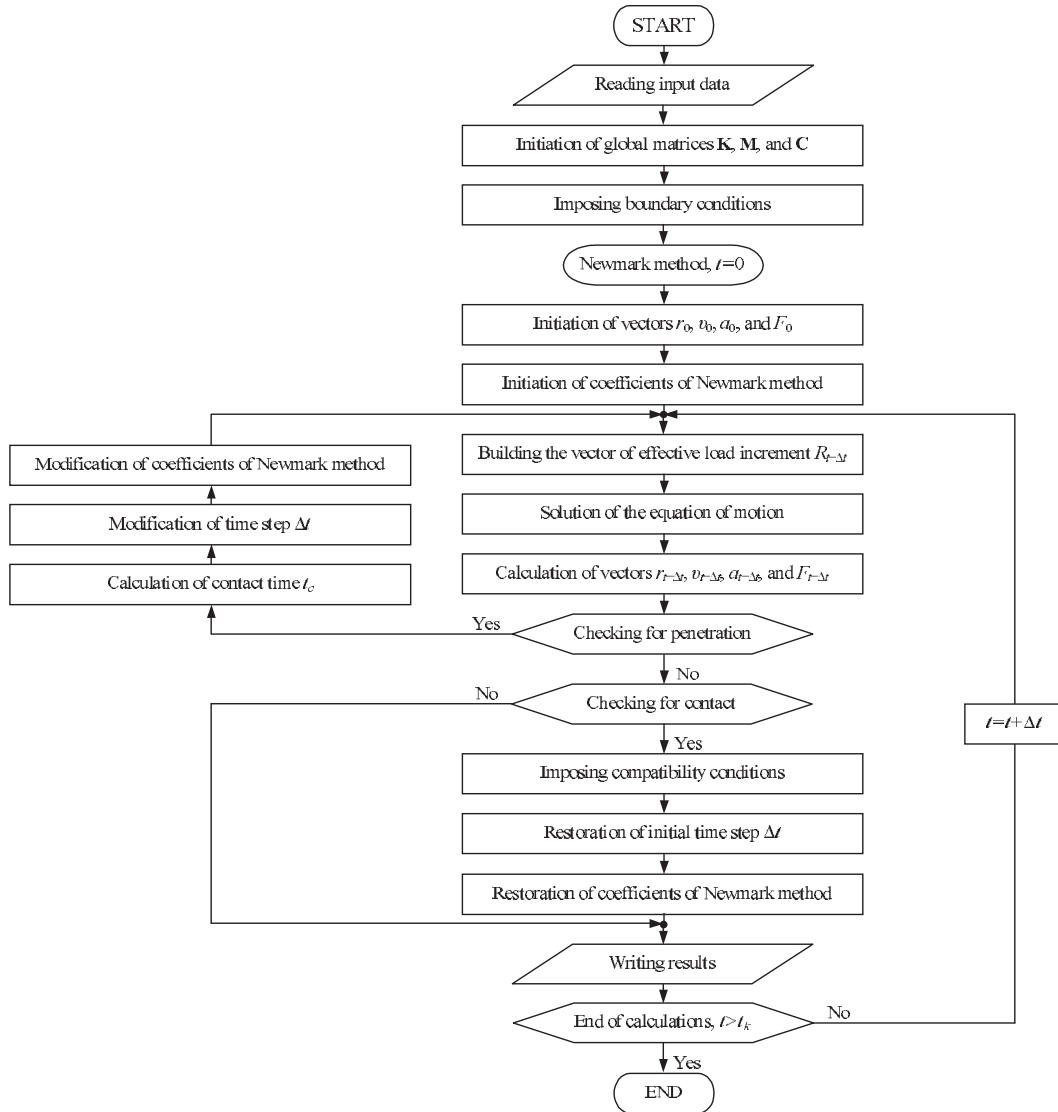 START
Reading input data
Initiation of global matrices K, M, and C
Imposing boundary conditions
Newmark method, t=0
Initiation of vectors r₀, υ₀, a₀, and F₀
Initiation of coefficients of Newmark method
Modification of coefficients of Newmark method
Building the vector of effective load increment Rₜ₋Δₜ
Modification of time step Δt
Solution of the equation of motion
Calculation of contact time t_c
Calculation of vectors rₜ₋Δₜ, υₜ₋Δₜ, aₜ₋Δₜ, and Fₜ₋Δₜ
Yes
Checking for penetration
No
No
Checking for contact
t=t+Δt
Yes
Imposing compatibility conditions
Restoration of initial time step Δt
Restoration of coefficients of Newmark method
Writing results
End of calculations, t>tₖ
No
Yes
END